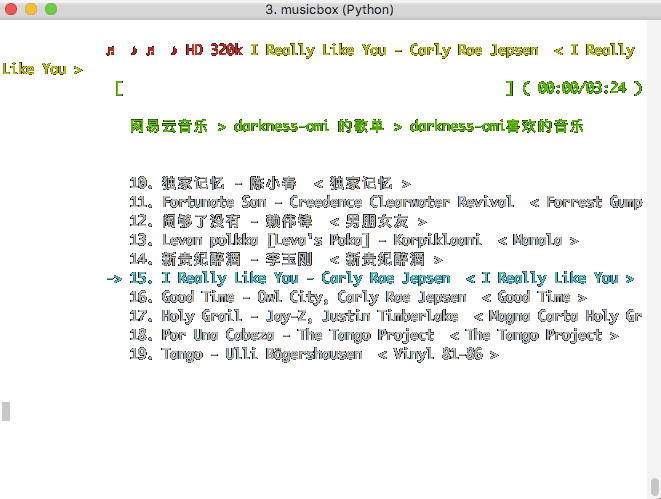 3. musicbox (Python)
♬ ♪ ♬ ♪ HD 320k I Really Like You - Carly Rae Jepsen < I Really
Like You >
[ ] ( 00:00/03:24 )
网易云音乐 > darkness-omi 的歌单 > darkness-omi喜欢的音乐
10. 独家记忆 - 陈小春 < 独家记忆 >
11. Fortunate Son - Creedence Clearwater Revival < Forrest Gump
12. 闹够了没有 - 赖伟锋 < 男朋女友 >
13. Levan polkka [Leva's Poka] - Korpiklaani < Manala >
14. 新贵妃醉酒 - 李玉刚 < 新贵妃醉酒 >
-> 15. I Really Like You - Carly Rae Jepsen < I Really Like You >
16. Good Time - Owl City, Carly Rae Jepsen < Good Time >
17. Holy Grail - Jay-Z, Justin Timberlake < Magna Carta Holy Gr
18. Por Una Cabeza - The Tango Project < The Tango Project >
19. Tango - Ulli Bögershausen < Vinyl 81-86 >